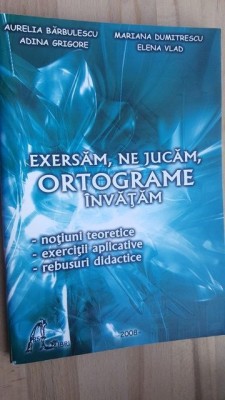 AURELIA BĂRBULESCU
ADINA GRIGORE
MARIANA DUMITRESCU
ELENA VLAD
EXERSĂM, NE JUCĂM,
ORTOGRAME
ÎNVĂȚĂM
- noțiuni teoretice
- exerciții aplicative
- rebusuri didactice
2008